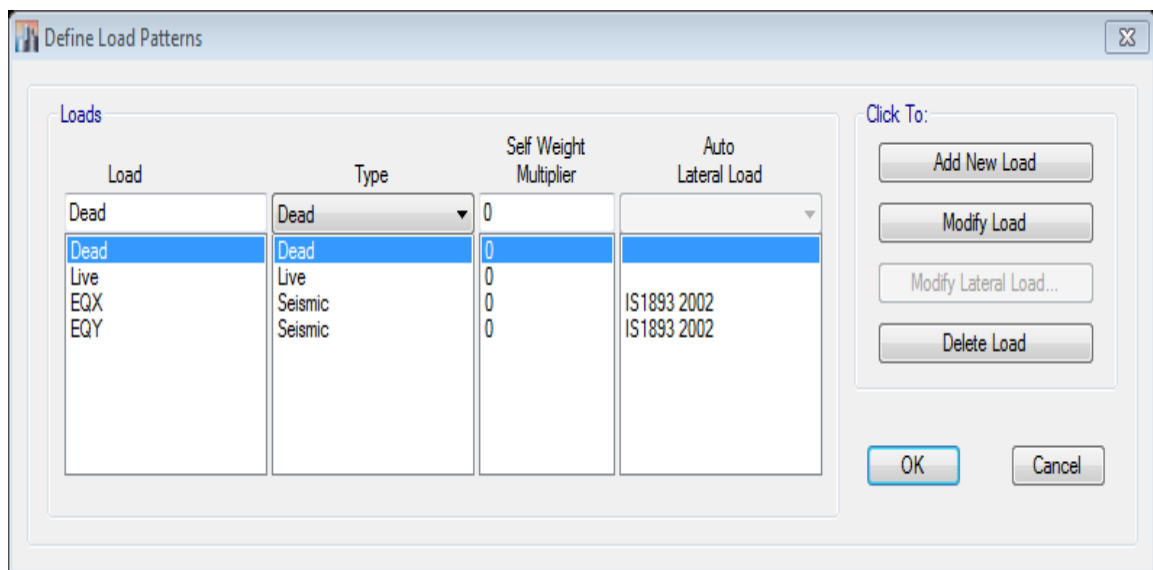 Define Load Patterns
Loads
Click To:
Load Type Self Weight Multiplier Auto Lateral Load
Dead Dead 0
Dead Dead 0
Live Live 0
EQX Seismic 0 IS1893 2002
EQY Seismic 0 IS1893 2002
Add New Load
Modify Load
Modify Lateral Load...
Delete Load
OK Cancel